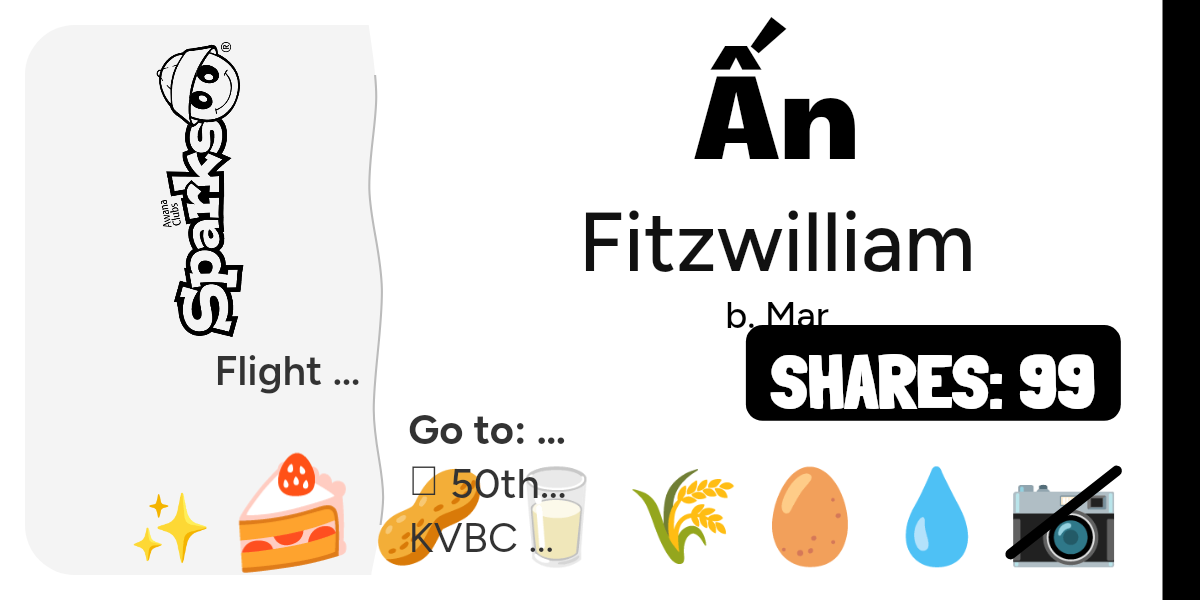 Sparks®
Awana
Clubs
Flight ...
Ấn
Fitzwilliam
b. Mar
SHARES: 99
Go to: ...
50th...
KVBC ...